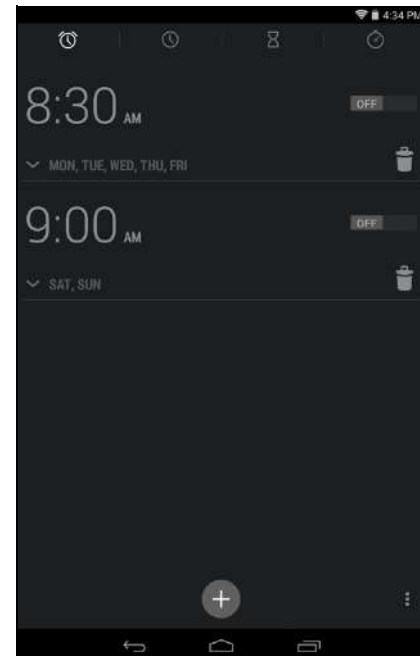 4:34 PM
8:30 AM
OFF
MON, TUE, WED, THU, FRI
9:00 AM
OFF
SAT, SUN